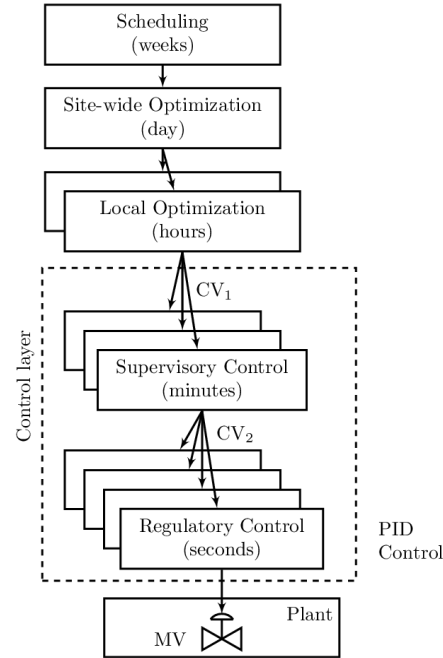 Scheduling
(weeks)
Site-wide Optimization
(day)
Local Optimization
(hours)
CV₁
Control layer
Supervisory Control
(minutes)
CV₂
Regulatory Control
(seconds)
PID
Control
Plant
MV